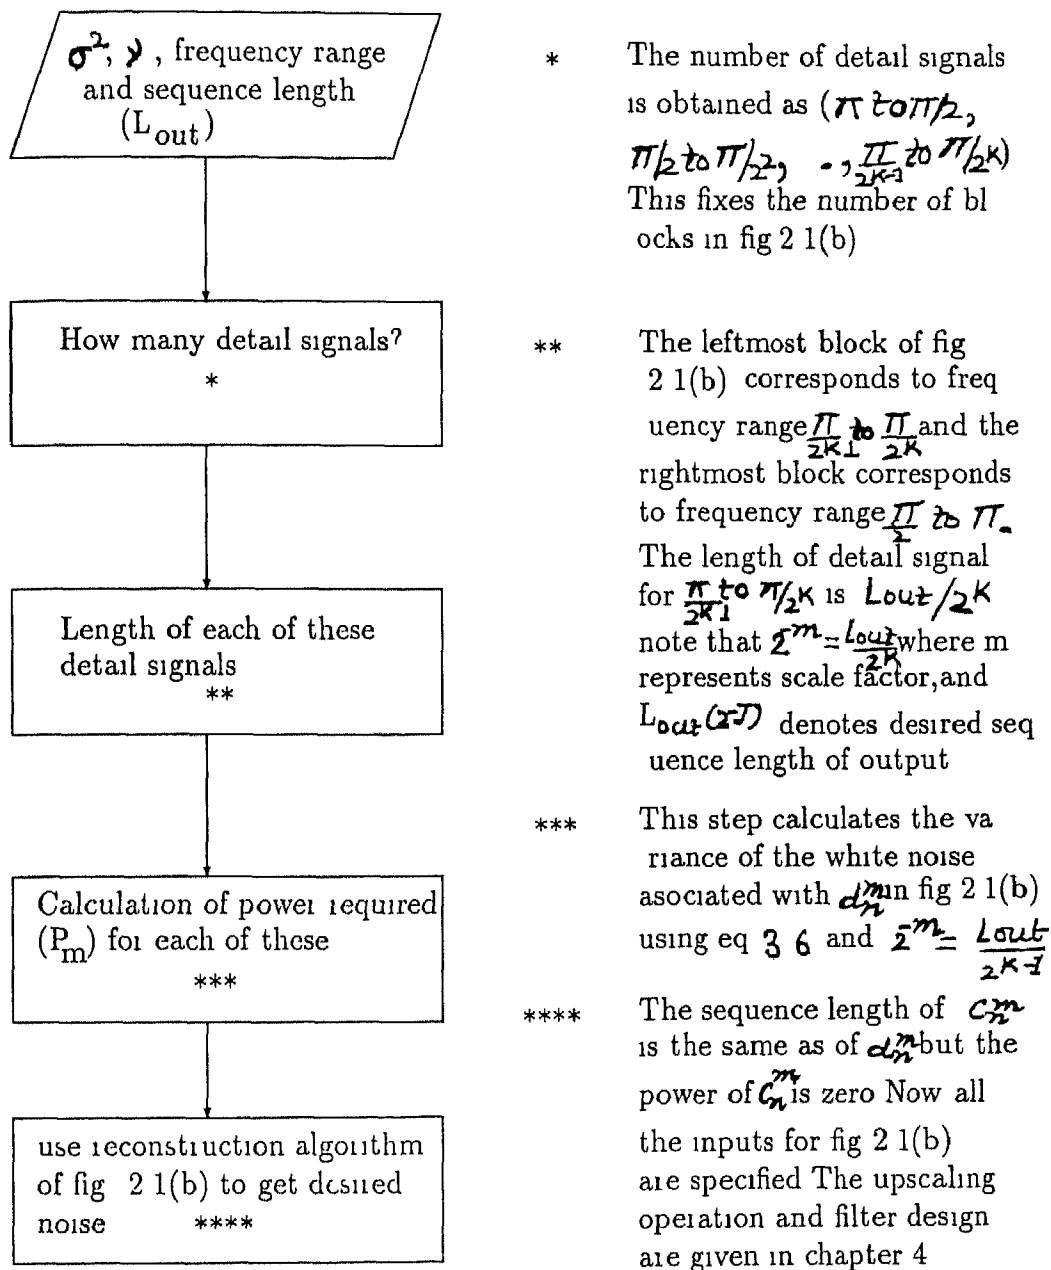 σ², γ, frequency range
and sequence length
(L_out)
How many detail signals?
*
Length of each of these
detail signals
**
Calculation of power required
(P_m) for each of these
***
use reconstruction algorithm
of fig 2 1(b) to get desired
noise ****
* The number of detail signals
is obtained as (π to π/2,
π/2 to π/2², ., π/2^K-1 to π/2^K)
This fixes the number of bl
ocks in fig 2 1(b)
** The leftmost block of fig
2 1(b) corresponds to freq
uency range π/2^K-1 to π/2^K and the
rightmost block corresponds
to frequency range π/2 to π.
The length of detail signal
for π/2^K-1 to π/2^K is Lout/2^K
note that 2^m = Lout/2^K where m
represents scale factor,and
L_out denotes desired seq
uence length of output
*** This step calculates the va
riance of the white noise
asociated with d_n^m in fig 2 1(b)
using eq 3 6 and 2^m = Lout/2^K-1
**** The sequence length of C_n^m
is the same as of d_n^m but the
power of C_n^m is zero Now all
the inputs for fig 2 1(b)
are specified The upscaling
operation and filter design
are given in chapter 4